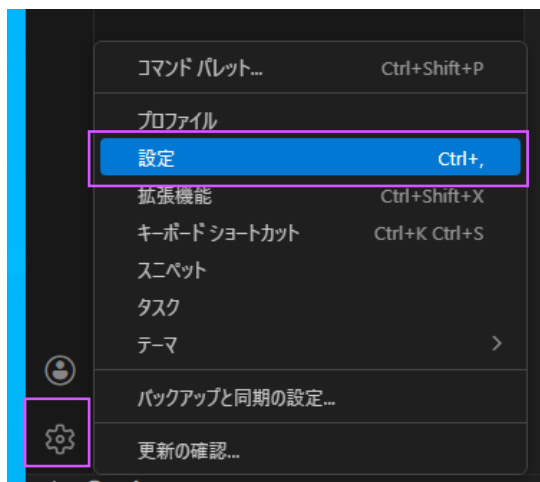 コマンド パレット... Ctrl+Shift+P
プロファイル
設定 Ctrl+,
拡張機能 Ctrl+Shift+X
キーボード ショートカット Ctrl+K Ctrl+S
スニペット
タスク
テーマ
バックアップと同期の設定...
更新の確認...